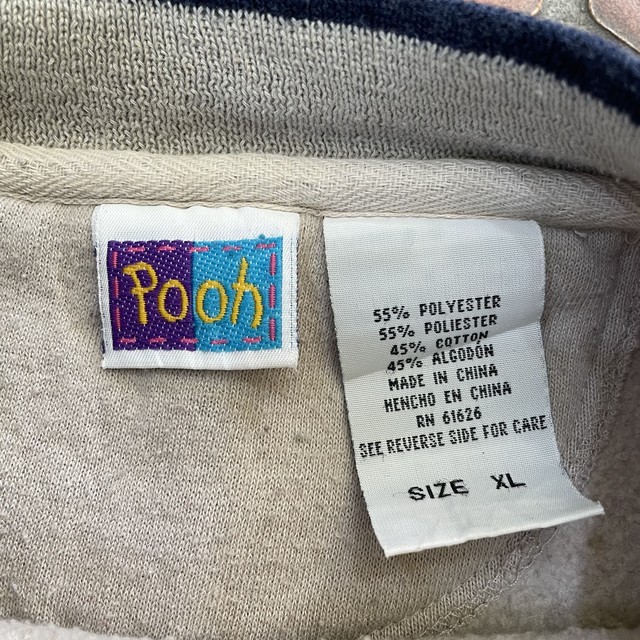 Pooh
55% POLYESTER
55% POLIESTER
45% COTTON
45% ALGODÓN
MADE IN CHINA
HENCHO EN CHINA
RN 61626
SEE REVERSE SIDE FOR CARE
SIZE XL